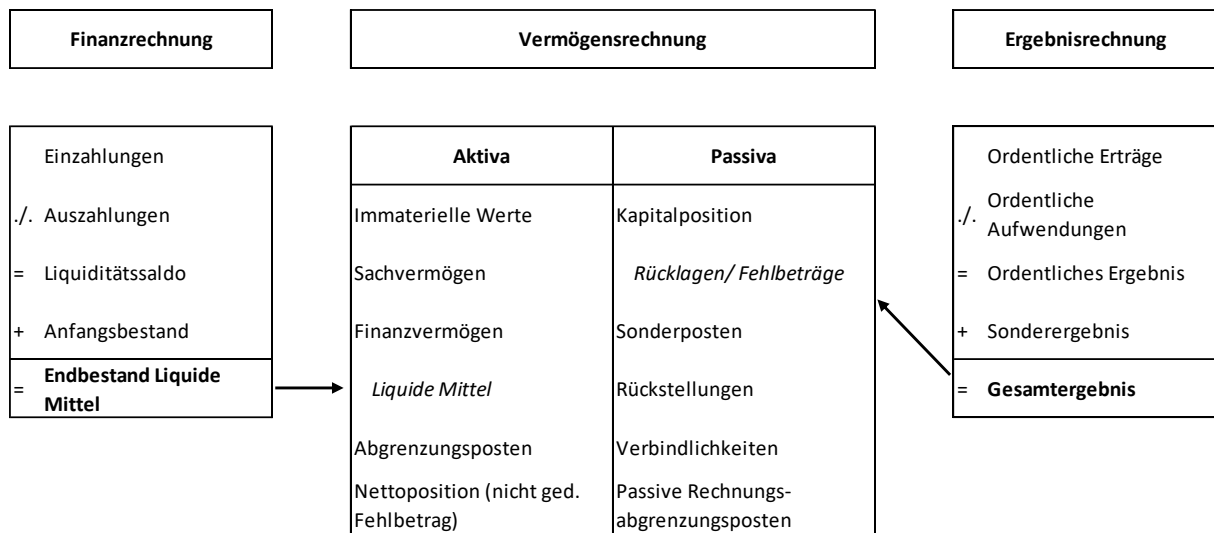 Finanzrechnung
Vermögensrechnung
Ergebnisrechnung
Einzahlungen
./. Auszahlungen
= Liquiditätssaldo
+ Anfangsbestand
= Endbestand Liquide
Mittel
Aktiva
Immaterielle Werte
Sachvermögen
Finanzvermögen
Liquide Mittel
Abgrenzungsposten
Nettoposition (nicht ged.
Fehlbetrag)
Passiva
Kapitalposition
Rücklagen/ Fehlbeträge
Sonderposten
Rückstellungen
Verbindlichkeiten
Passive Rechnungs-
abgrenzungsposten
Ordentliche Erträge
./. Ordentliche
Aufwendungen
= Ordentliches Ergebnis
+ Sonderergebnis
= Gesamtergebnis